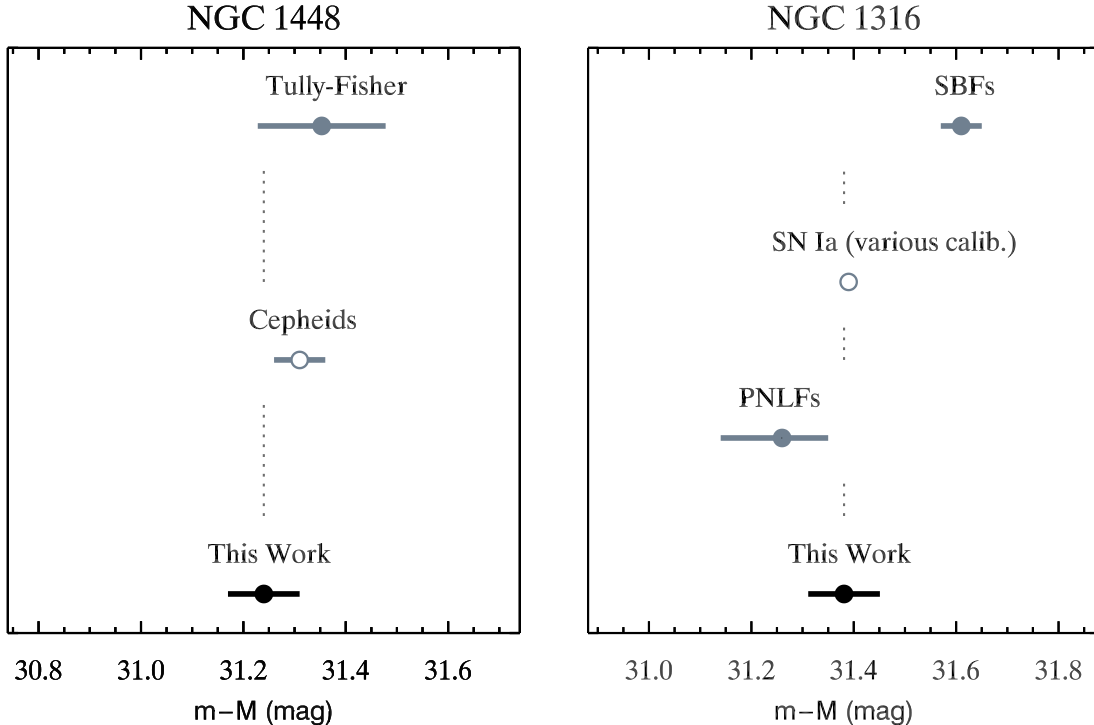 NGC 1448
Tully-Fisher
Cepheids
This Work
30.8 31.0 31.2 31.4 31.6
m−M (mag)
NGC 1316
SBFs
SN Ia (various calib.)
PNLFs
This Work
31.0 31.2 31.4 31.6 31.8
m−M (mag)